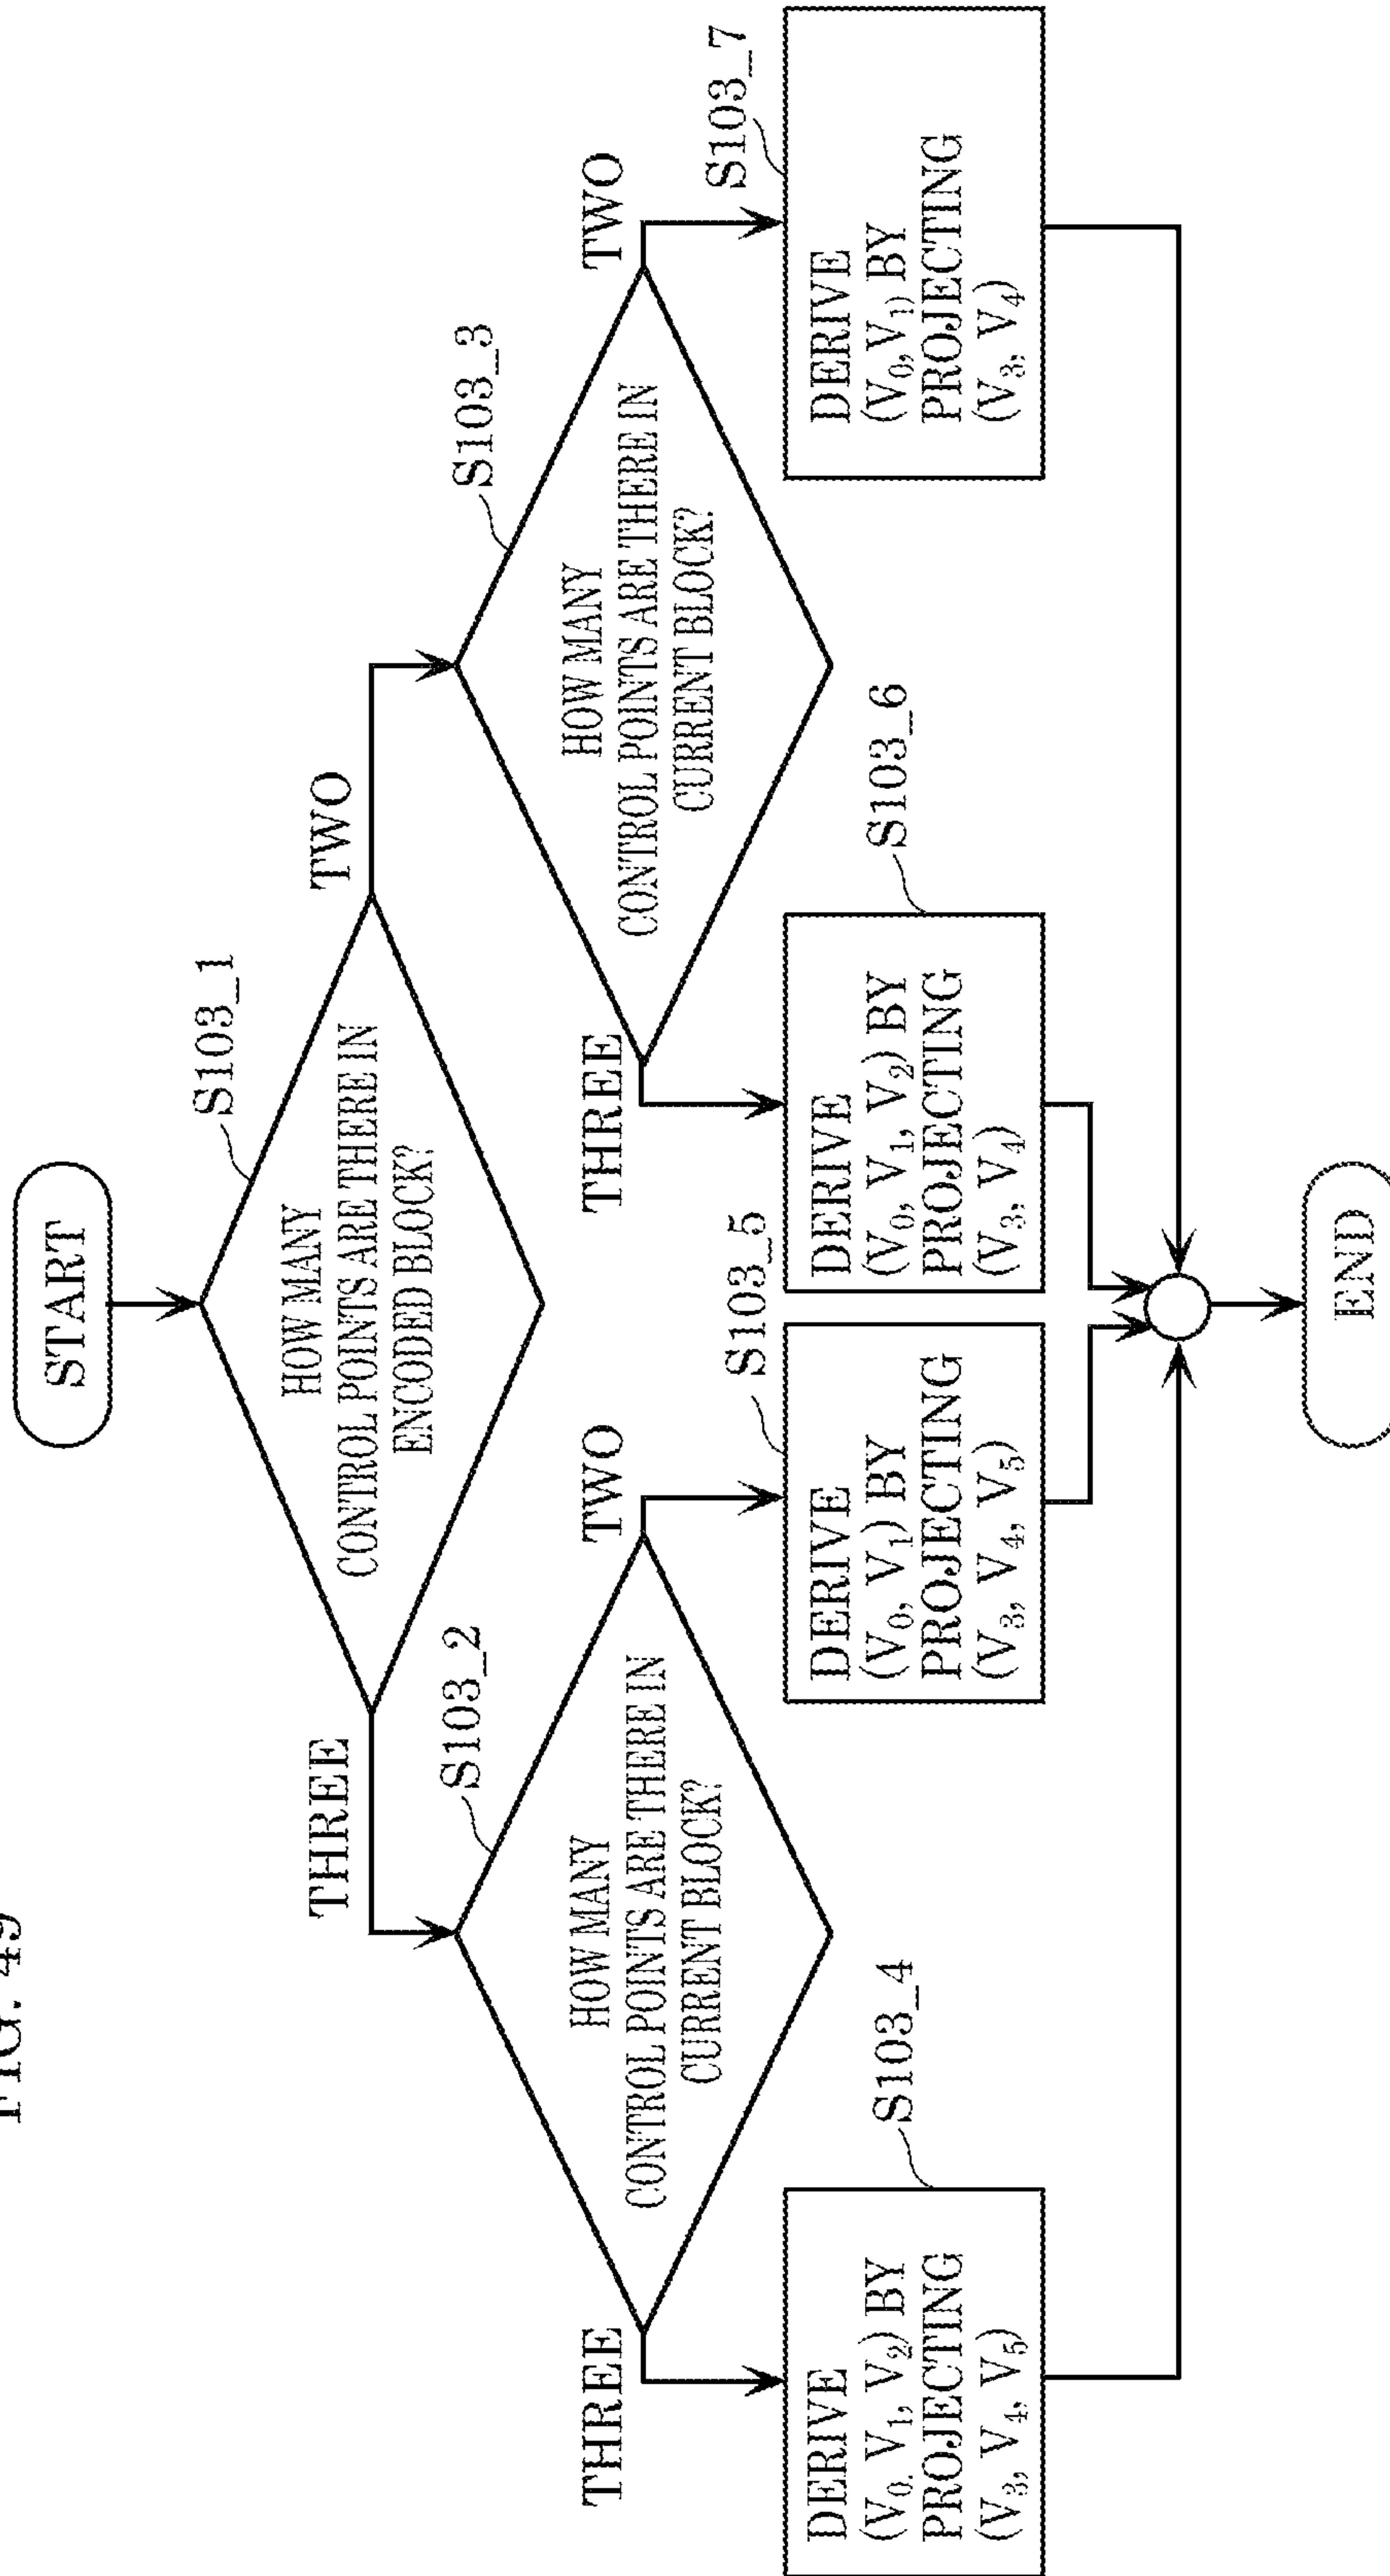 FIG. 49
START
S103_1
HOW MANY
CONTROL POINTS ARE THERE IN
ENCODED BLOCK?
THREE
TWO
S103_2
HOW MANY
CONTROL POINTS ARE THERE IN
CURRENT BLOCK?
S103_3
HOW MANY
CONTROL POINTS ARE THERE IN
CURRENT BLOCK?
THREE
TWO
THREE
TWO
S103_4
DERIVE
(V₀. V₁, V₂) BY
PROJECTING
(V₃, V₄, V₅)
S103_5
DERIVE
(V₀, V₁) BY
PROJECTING
(V₃, V₄, V₅)
S103_6
DERIVE
(V₀, V₁, V₂) BY
PROJECTING
(V₃, V₄)
S103_7
DERIVE
(V₀, V₁) BY
PROJECTING
(V₃, V₄)
END